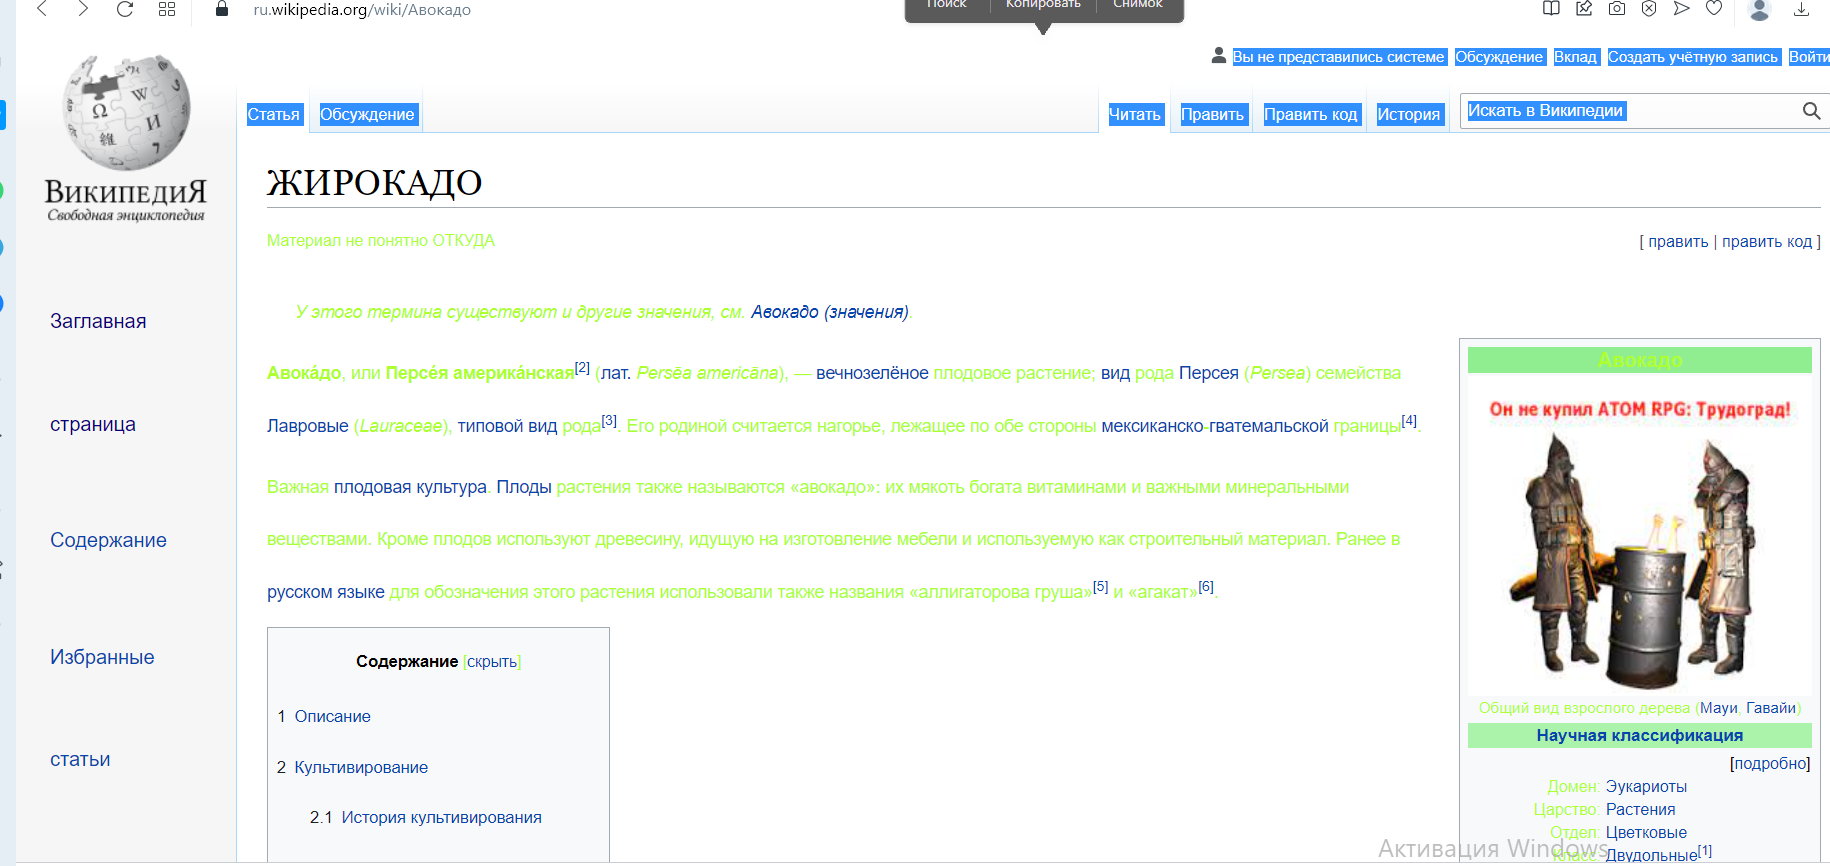 ru.wikipedia.org/wiki/Авокадо
Поиск
Копировать
Снимок
Вы не представились системе Обсуждение Вклад Создать учётную запись Войти
Статья Обсуждение Читать Править Править код История Искать в Википедии
ВИКИПЕДИЯ
Свободная энциклопедия
Заглавная
страница
Содержание
Избранные
статьи
ЖИРОКАДО
Материал не понятно ОТКУДА
[ править | править код ]
У этого термина существуют и другие значения, см. Авокадо (значения).
Авока́до, или Персе́я америка́нская[2] (лат. Persēa americāna), — вечнозелёное плодовое растение; вид рода Персея (Persea) семейства
Лавровые (Lauraceae), типовой вид рода[3]. Его родиной считается нагорье, лежащее по обе стороны мексиканско-гватемальской границы[4].
Важная плодовая культура. Плоды растения также называются «авокадо»: их мякоть богата витаминами и важными минеральными
веществами. Кроме плодов используют древесину, идущую на изготовление мебели и используемую как строительный материал. Ранее в
русском языке для обозначения этого растения использовали также названия «аллигаторова груша»[5] и «агакат»[6].
Содержание [скрыть]
1 Описание
2 Культивирование
2.1 История культивирования
Авокадо
Он не купил ATOM RPG: Трудоград!
Общий вид взрослого дерева (Мауи, Гавайи)
Научная классификация
[подробно]
Домен: Эукариоты
Царство: Растения
Отдел: Цветковые
Класс: Двудольные[1]
Активация Windows